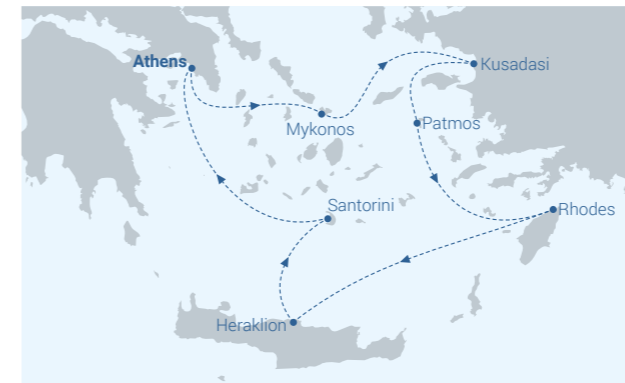 Athens
Kusadasi
Mykonos
Patmos
Santorini
Rhodes
Heraklion